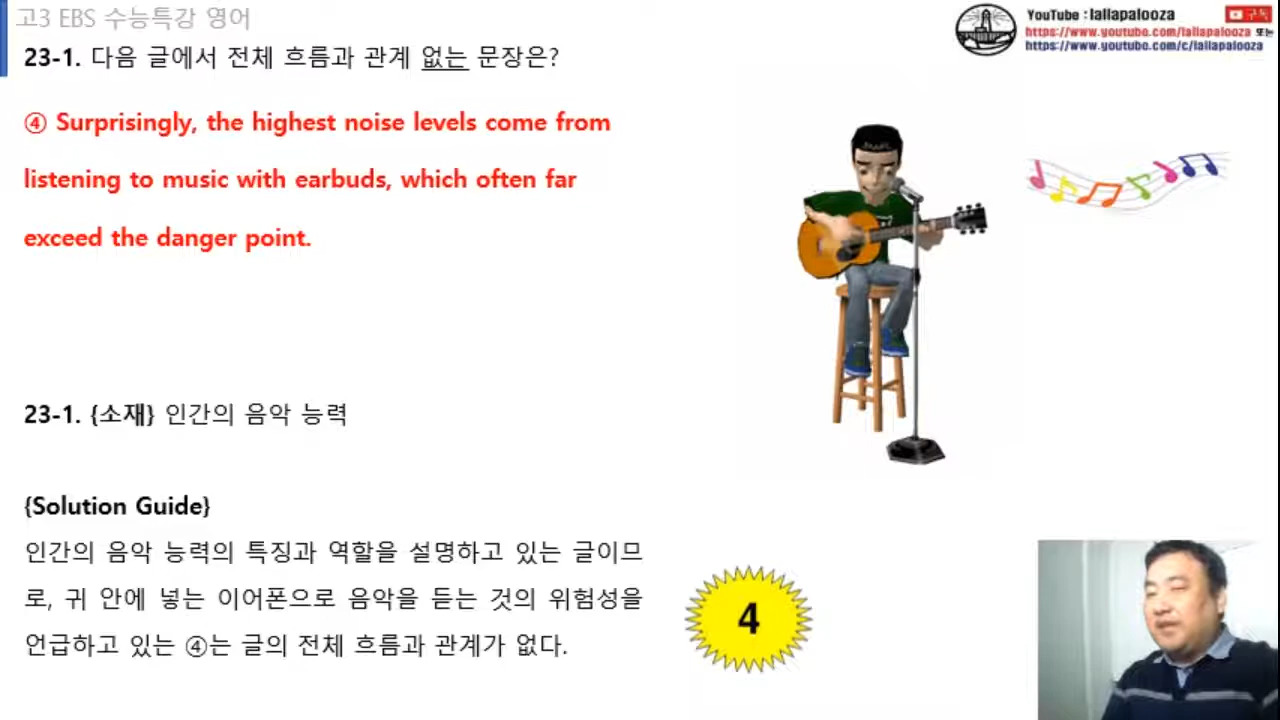 고3 EBS 수능특강 영어
YouTube : lallapalooza
구독
https://www.youtube.com/lallapalooza 또는
https://www.youtube.com/c/lallapalooza
23-1. 다음 글에서 전체 흐름과 관계 없는 문장은?
④ Surprisingly, the highest noise levels come from
listening to music with earbuds, which often far
exceed the danger point.
23-1. {소재} 인간의 음악 능력
{Solution Guide}
인간의 음악 능력의 특징과 역할을 설명하고 있는 글이므
로, 귀 안에 넣는 이어폰으로 음악을 듣는 것의 위험성을
언급하고 있는 ④는 글의 전체 흐름과 관계가 없다.
4